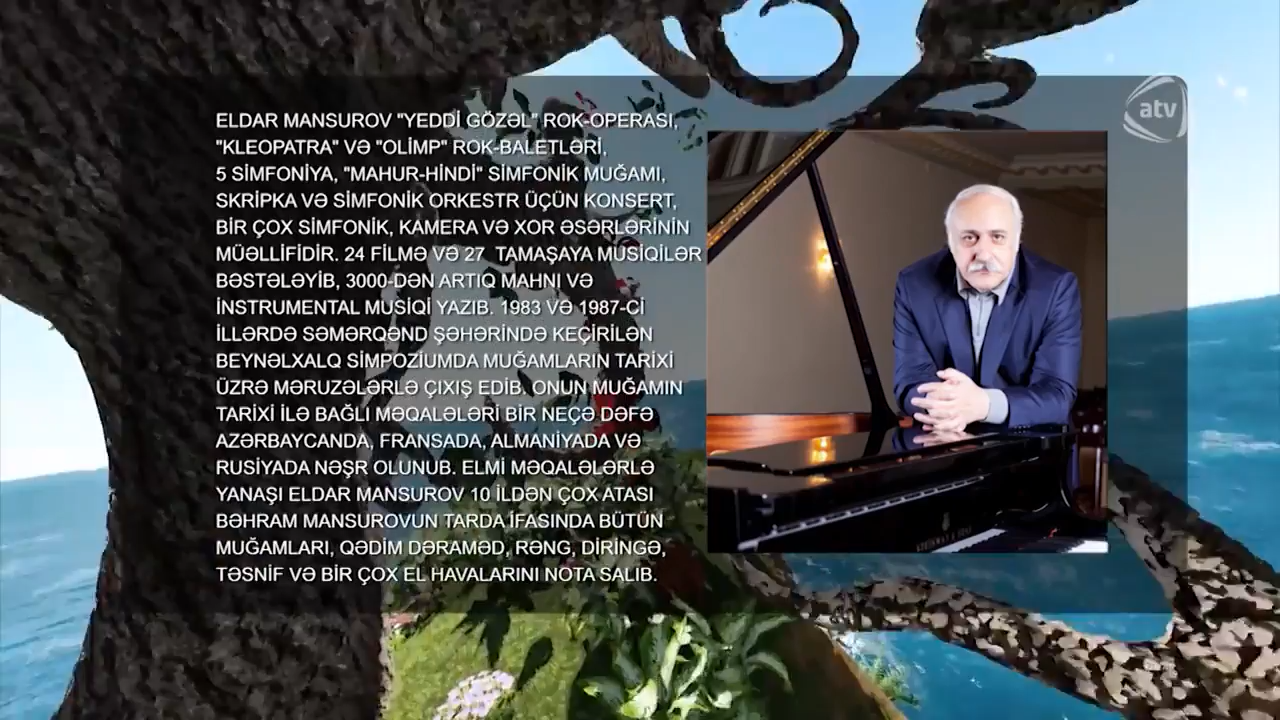 atv
ELDAR MANSUROV "YEDDİ GÖZƏL" ROK-OPERASI,
"KLEOPATRA" VƏ "OLİMP" ROK-BALETLƏRİ,
5 SİMFONİYA, "MAHUR-HİNDİ" SİMFONİK MUĞAMI,
SKRİPKA VƏ SİMFONİK ORKESTR ÜÇÜN KONSERT,
BİR ÇOX SİMFONİK, KAMERA VƏ XOR ƏSƏRLƏRİNİN
MÜƏLLİFİDİR. 24 FİLMƏ VƏ 27 TAMAŞAYA MUSİQİLƏR
BƏSTƏLƏYİB, 3000-DƏN ARTIQ MAHNI VƏ
İNSTRUMENTAL MUSİQİ YAZIB. 1983 VƏ 1987-Cİ
İLLƏRDƏ SƏMƏRQƏND ŞƏHƏRİNDƏ KEÇİRİLƏN
BEYNƏLXALQ SİMPOZİUMDA MUĞAMLARIN TARİXİ
ÜZRƏ MƏRUZƏLƏRLƏ ÇIXIŞ EDİB. ONUN MUĞAMIN
TARİXİ İLƏ BAĞLI MƏQALƏLƏRİ BİR NEÇƏ DƏFƏ
AZƏRBAYCANDA, FRANSADA, ALMANİYADA VƏ
RUSİYADA NƏŞR OLUNUB. ELMİ MƏQALƏLƏRLƏ
YANAŞI ELDAR MANSUROV 10 İLDƏN ÇOX ATASI
BƏHRAM MANSUROVUN TARDA İFASINDA BÜTÜN
MUĞAMLARI, QƏDİM DƏRAMƏD, RƏNG, DİRİNGƏ,
TƏSNİF VƏ BİR ÇOX EL HAVALARINI NOTA SALIB.
STEINWAY & SONS